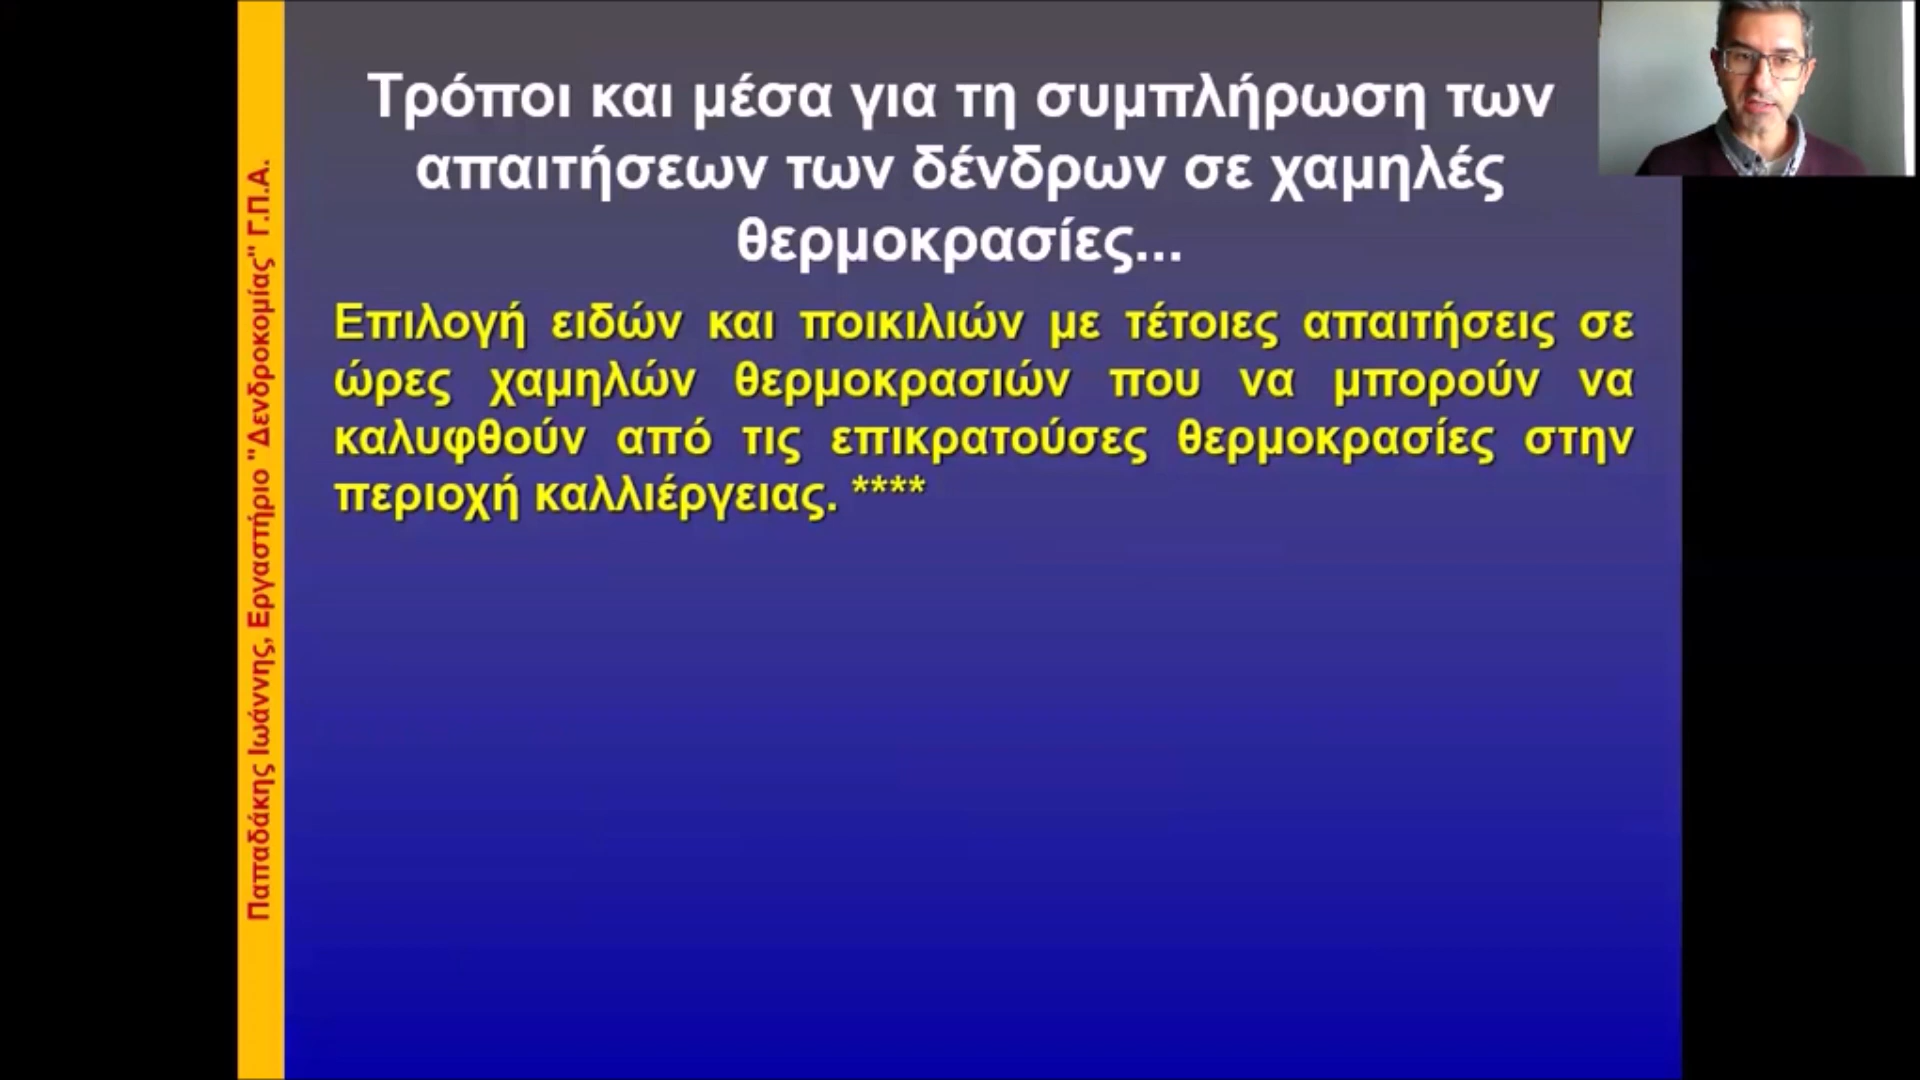 Τρόποι και μέσα για τη συμπλήρωση των
απαιτήσεων των δένδρων σε χαμηλές
θερμοκρασίες...
Επιλογή ειδών και ποικιλιών με τέτοιες απαιτήσεις σε
ώρες χαμηλών θερμοκρασιών που να μπορούν να
καλυφθούν από τις επικρατούσες θερμοκρασίες στην
περιοχή καλλιέργειας. ****
Παπαδάκης Ιωάννης, Εργαστήριο "Δενδροκομίας" Γ.Π.Α.